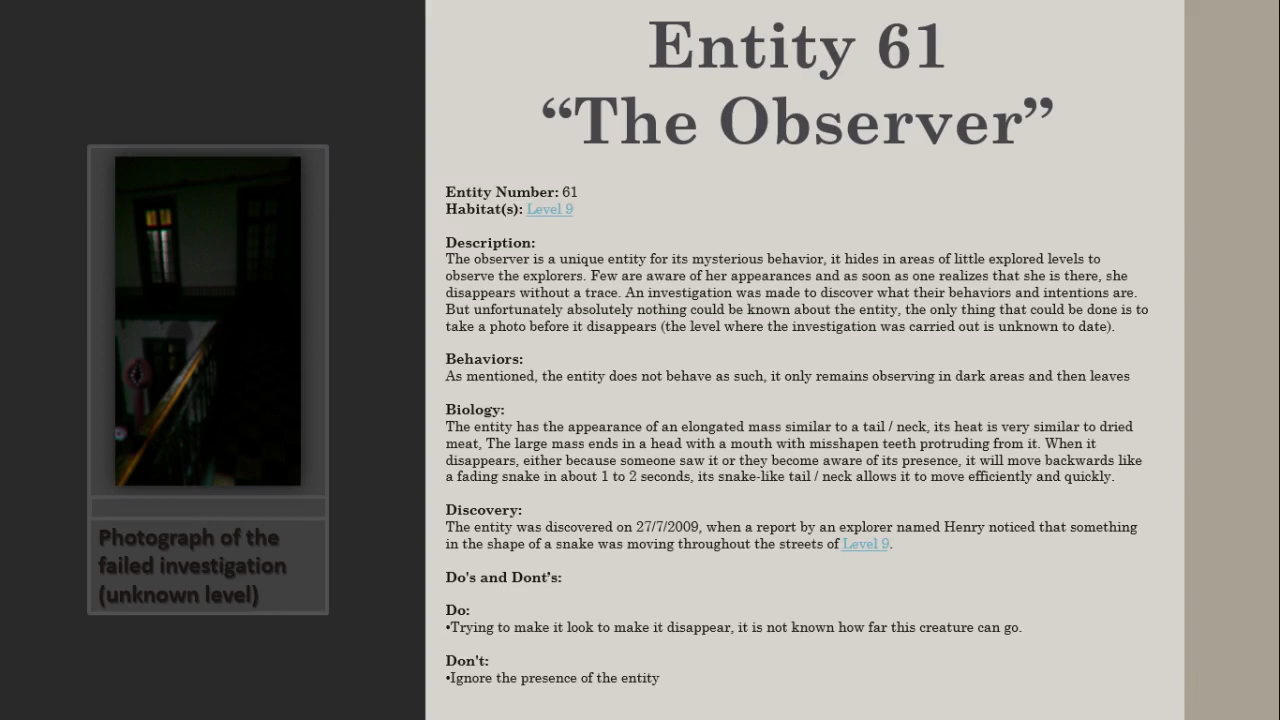 Entity 61
“The Observer”
Entity Number: 61
Habitat(s): Level 9
Description:
The observer is a unique entity for its mysterious behavior, it hides in areas of little explored levels to
observe the explorers. Few are aware of her appearances and as soon as one realizes that she is there, she
disappears without a trace. An investigation was made to discover what their behaviors and intentions are.
But unfortunately absolutely nothing could be known about the entity, the only thing that could be done is to
take a photo before it disappears (the level where the investigation was carried out is unknown to date).
Behaviors:
As mentioned, the entity does not behave as such, it only remains observing in dark areas and then leaves
Biology:
The entity has the appearance of an elongated mass similar to a tail / neck, its heat is very similar to dried
meat, The large mass ends in a head with a mouth with misshapen teeth protruding from it. When it
disappears, either because someone saw it or they become aware of its presence, it will move backwards like
a fading snake in about 1 to 2 seconds, its snake-like tail / neck allows it to move efficiently and quickly.
Discovery:
The entity was discovered on 27/7/2009, when a report by an explorer named Henry noticed that something
in the shape of a snake was moving throughout the streets of Level 9.
Do's and Dont's:
Do:
•Trying to make it look to make it disappear, it is not known how far this creature can go.
Don't:
•Ignore the presence of the entity
Photograph of the
failed investigation
(unknown level)